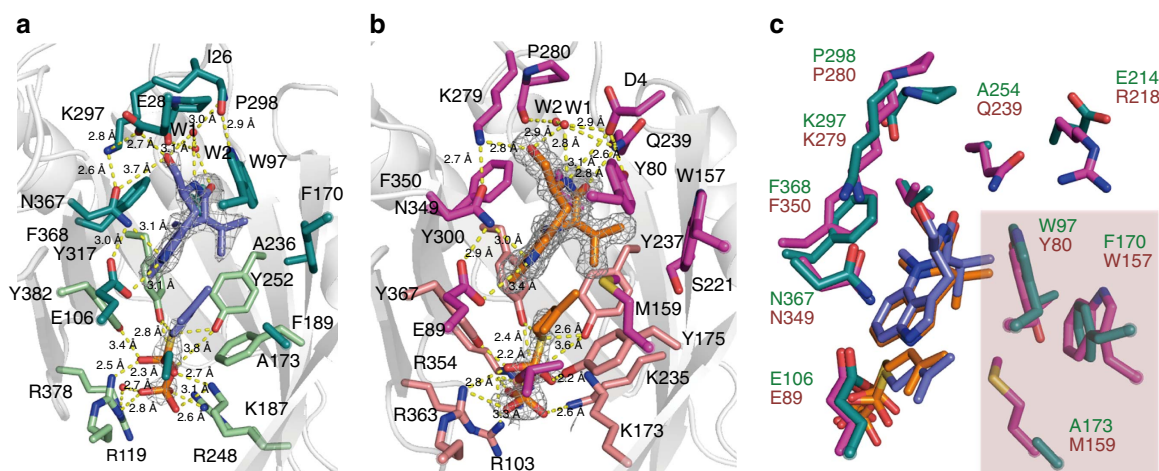 a
I26
E28
P298
K297
W1
3.0 Å
2.9 Å
2.8 Å
2.7 Å
3.1 Å
W2
W97
2.6 Å
3.7 Å
N367
F170
F368
3.1 Å
3.0 Å
Y317
A236
Y252
Y382
3.1 Å
E106
F189
2.8 Å
3.4 Å
3.8 Å
A173
2.5 Å
2.3 Å
2.7 Å
R378
2.7 Å
3.1 Å
K187
2.8 Å
2.6 Å
R119
R248
b
P280
D4
K279
W2
W1
2.9 Å
2.9 Å
2.8 Å
2.8 Å
Q239
2.7 Å
3.1 Å
2.6 Å
2.8 Å
Y80
F350
W157
N349
Y300
3.0 Å
2.9 Å
Y237
3.4 Å
S221
Y367
M159
E89
2.4 Å
2.6 Å
Y175
3.6 Å
R354
2.2 Å
2.8 Å
2.2 Å
K235
R363
3.3 Å
2.6 Å
K173
R103
c
P298
P280
A254
Q239
E214
R218
K297
K279
F368
F350
W97
Y80
F170
W157
N367
N349
E106
E89
A173
M159